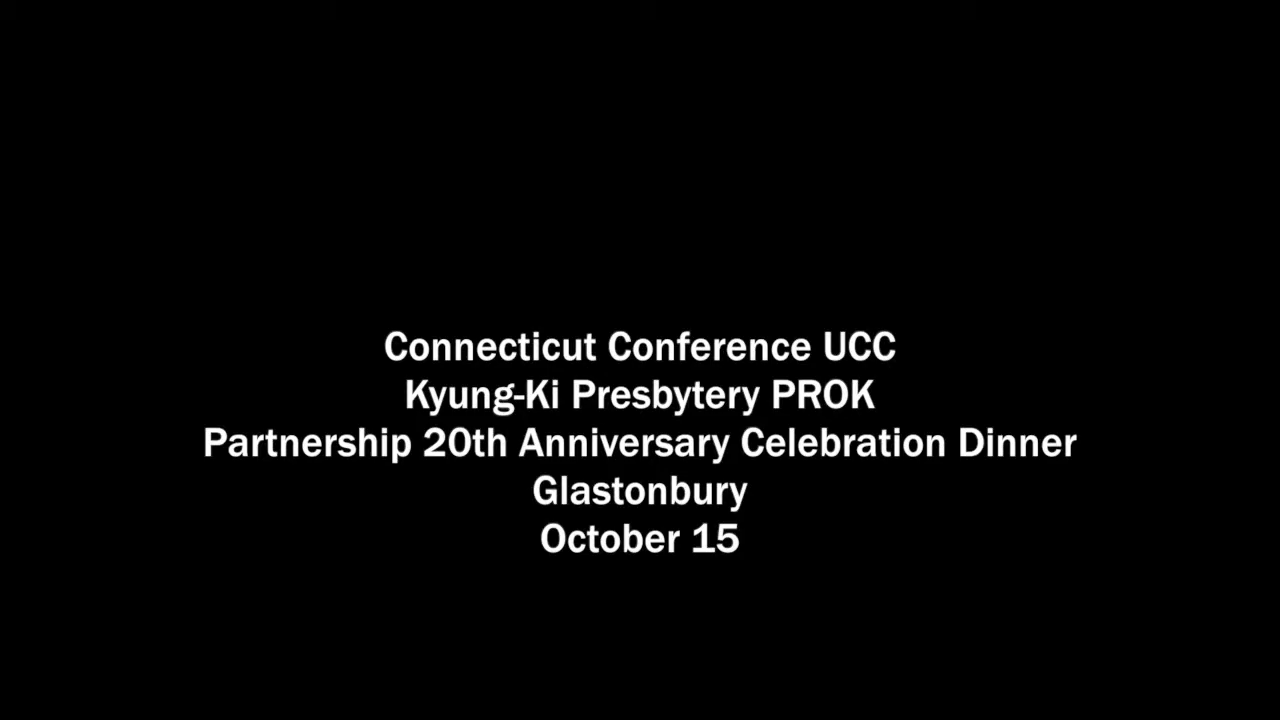 Connecticut Conference UCC
Kyung-Ki Presbytery PROK
Partnership 20th Anniversary Celebration Dinner
Glastonbury
October 15